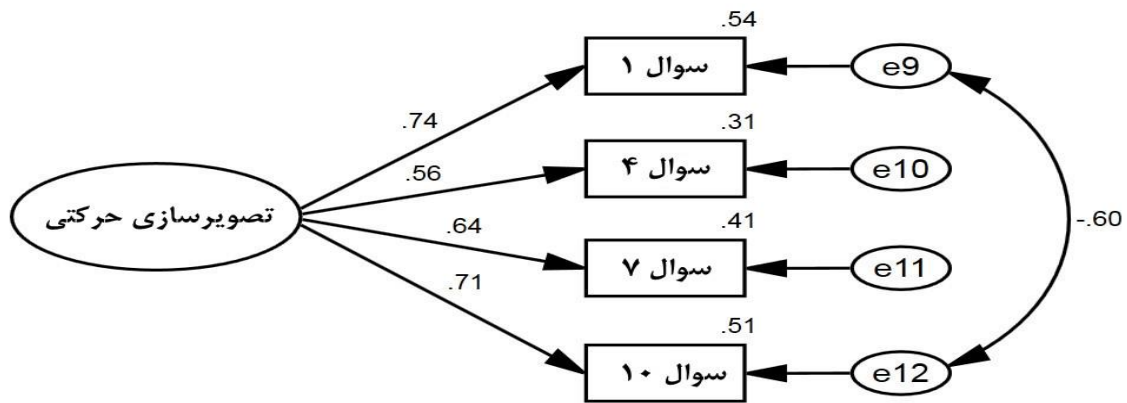 .54
سوال ۱
e9
.74
.31
سوال ۴
e10
.56
تصویرسازی حرکتی
-.60
.64
.41
سوال ۷
e11
.71
.51
سوال ۱۰
e12